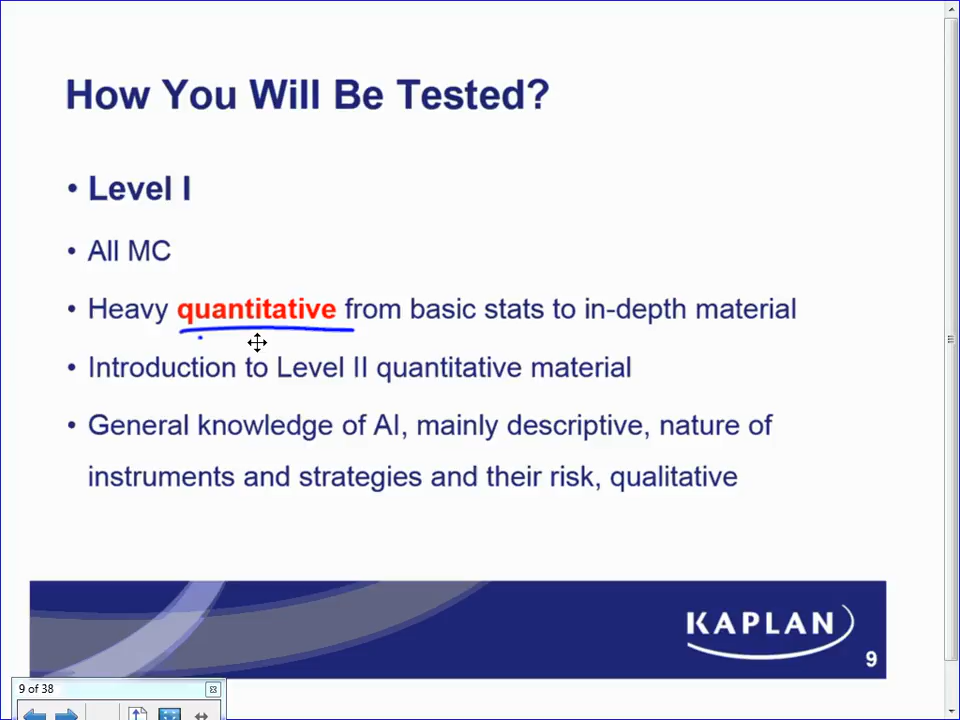 How You Will Be Tested?
• Level I
• All MC
• Heavy quantitative from basic stats to in-depth material
• Introduction to Level II quantitative material
• General knowledge of AI, mainly descriptive, nature of
instruments and strategies and their risk, qualitative
KAPLAN
9
9 of 38